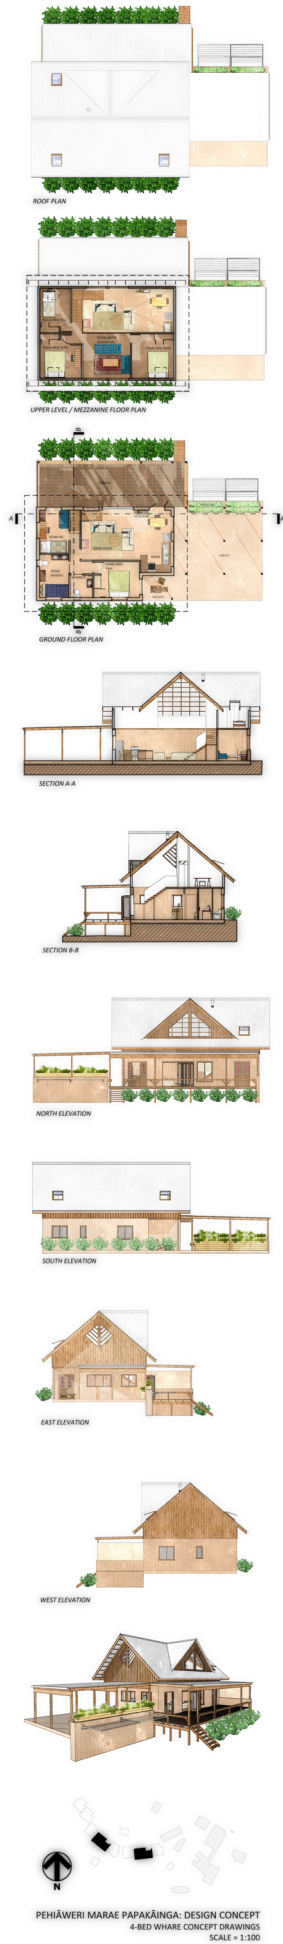 ROOF PLAN
UPPER LEVEL / MEZZANINE FLOOR PLAN
B
A
A
B
GROUND FLOOR PLAN
SECTION A-A
SECTION B-B
NORTH ELEVATION
SOUTH ELEVATION
EAST ELEVATION
WEST ELEVATION
N
PEHIĀWERI MARAE PAPAKĀINGA: DESIGN CONCEPT
4-BED WHARE CONCEPT DRAWINGS
SCALE = 1:100